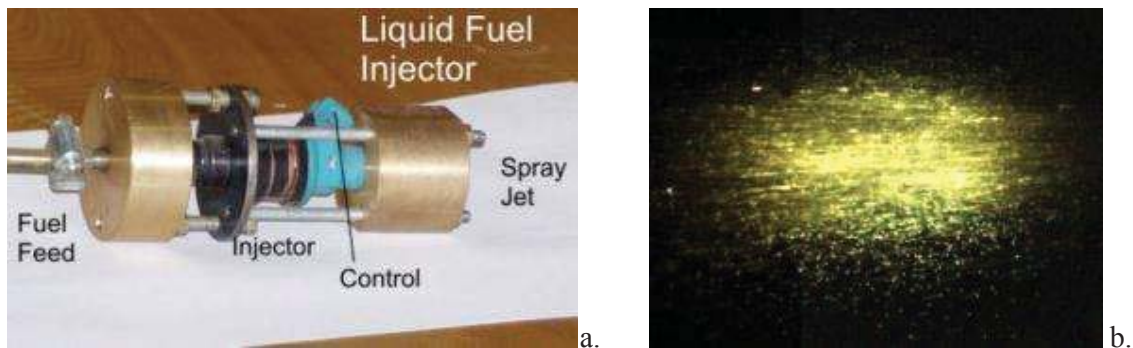 Liquid Fuel
Injector
Spray
Jet
Fuel
Feed
Injector
Control
a.
b.